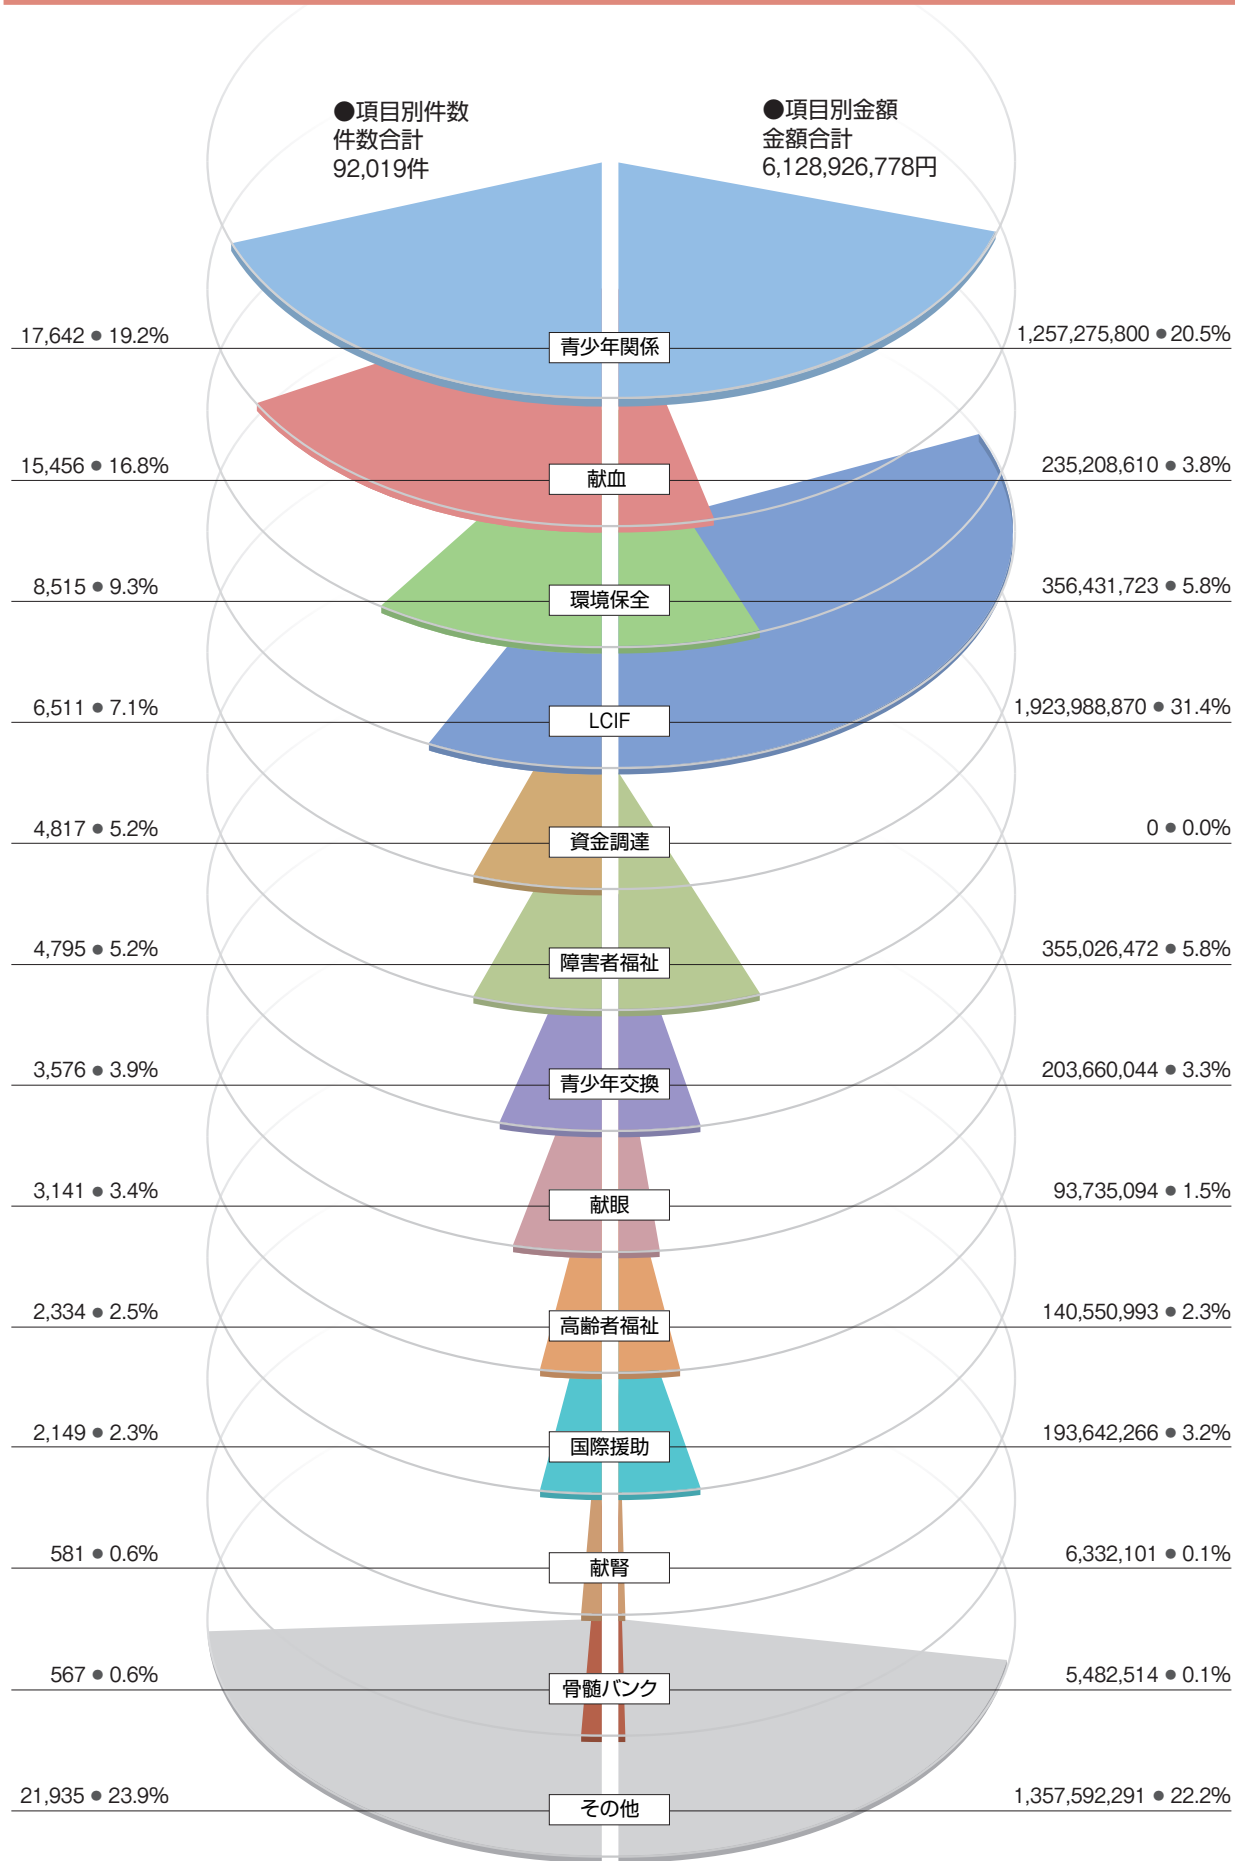 ●項目別件数
件数合計
92,019件
●項目別金額
金額合計
6,128,926,778円
17,642 ● 19.2%
青少年関係
1,257,275,800 ● 20.5%
15,456 ● 16.8%
献血
235,208,610 ● 3.8%
8,515 ● 9.3%
環境保全
356,431,723 ● 5.8%
6,511 ● 7.1%
LCIF
1,923,988,870 ● 31.4%
4,817 ● 5.2%
資金調達
0 ● 0.0%
4,795 ● 5.2%
障害者福祉
355,026,472 ● 5.8%
3,576 ● 3.9%
青少年交換
203,660,044 ● 3.3%
3,141 ● 3.4%
献眼
93,735,094 ● 1.5%
2,334 ● 2.5%
高齢者福祉
140,550,993 ● 2.3%
2,149 ● 2.3%
国際援助
193,642,266 ● 3.2%
581 ● 0.6%
献腎
6,332,101 ● 0.1%
567 ● 0.6%
骨髄バンク
5,482,514 ● 0.1%
21,935 ● 23.9%
その他
1,357,592,291 ● 22.2%